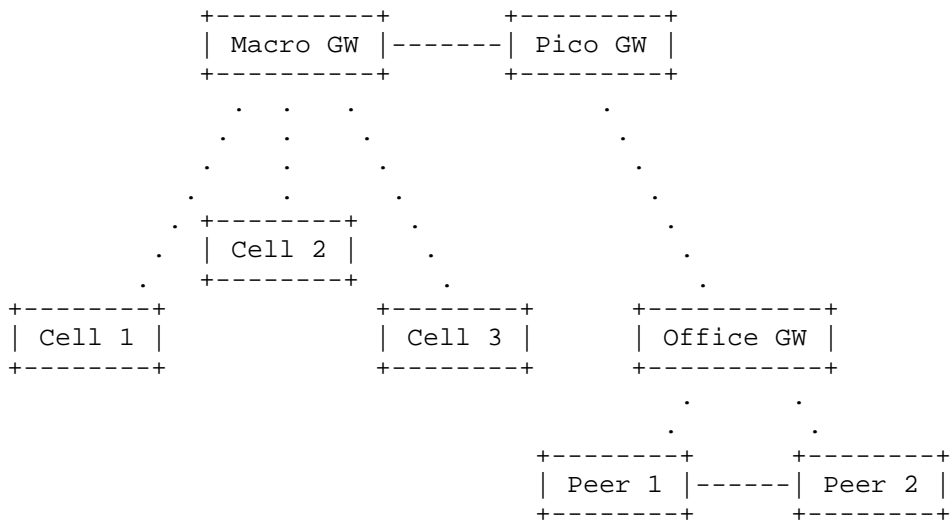 Macro GW Pico GW
Cell 2
Cell 1 Cell 3 Office GW
Peer 1 Peer 2